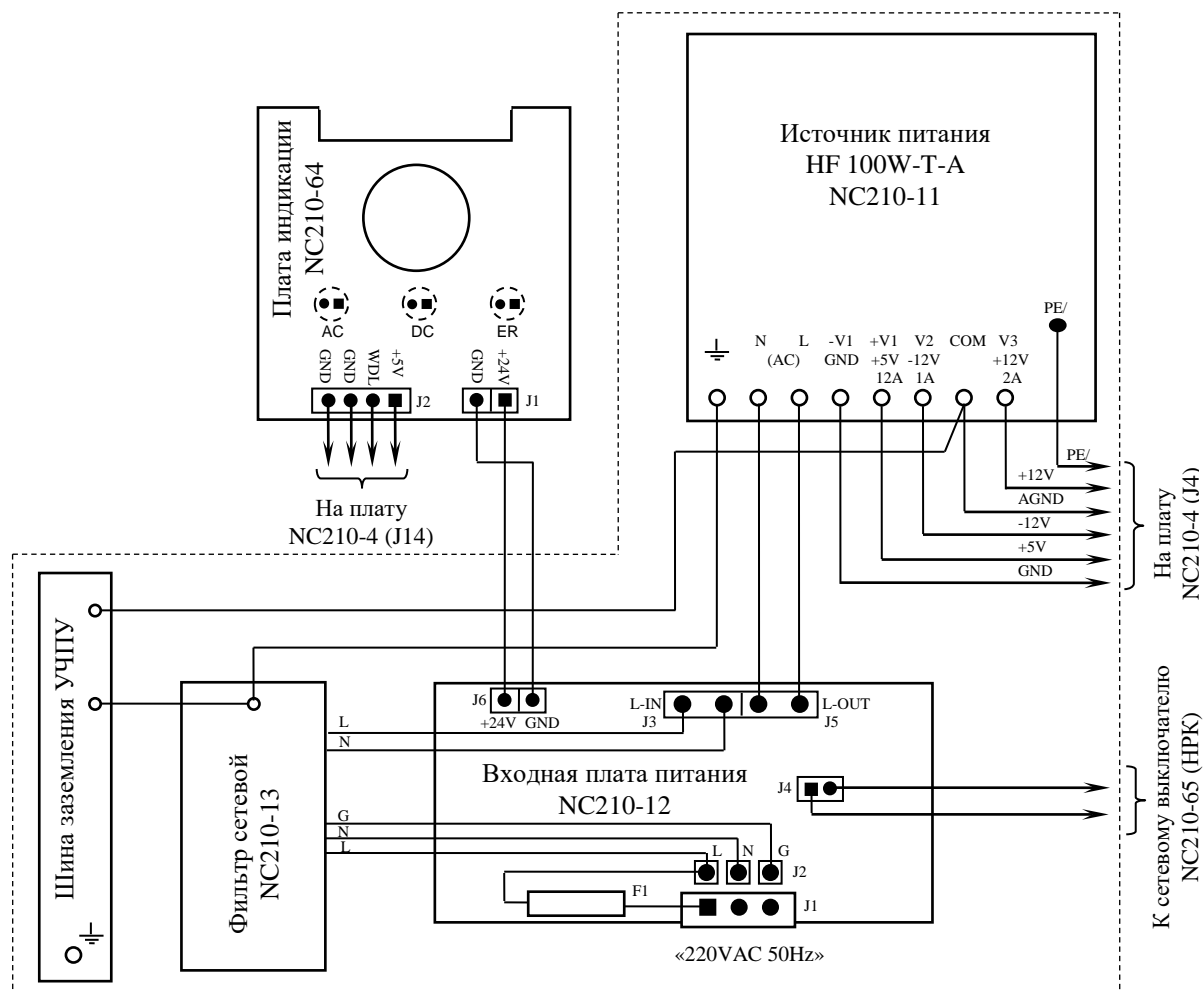 Плата индикации
NC210-64
AC
DC
ER
GND
GND
WDL
+5V
J2
GND
+24V
J1
На плату
NC210-4 (J14)
Источник питания
HF 100W-T-A
NC210-11
PE/
N L -V1 +V1 V2 COM V3
(AC) GND +5V -12V +12V
12A 1A 2A
PE/
+12V
AGND
-12V
+5V
GND
На плату
NC210-4 (J4)
Шина заземления УЧПУ
Фильтр сетевой
NC210-13
L
N
G
N
L
J6
+24V GND
L-IN
J3
L-OUT
J5
Входная плата питания
NC210-12
J4
L N G
J2
F1
J1
«220VAC 50Hz»
К сетевому выключателю
NC210-65 (НРК)